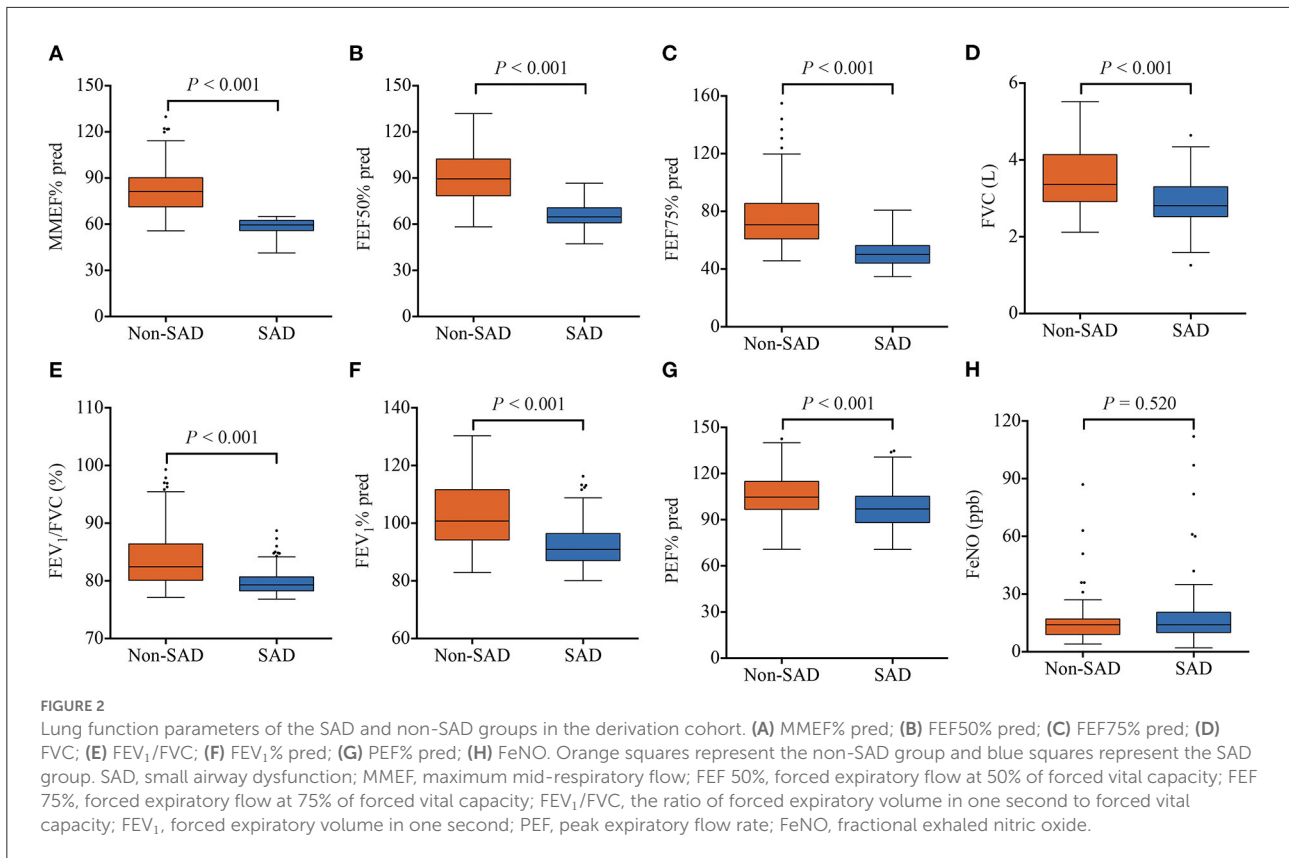 A
P < 0.001
MMEF% pred
150
120
90
60
30
0
Non-SAD SAD
B
P < 0.001
FEF50% pred
150
120
90
60
30
0
Non-SAD SAD
C
P < 0.001
FEF75% pred
160
120
80
40
0
Non-SAD SAD
D
P < 0.001
FVC (L)
6
4
2
0
Non-SAD SAD
E
P < 0.001
FEV₁/FVC (%)
100
90
80
70
Non-SAD SAD
F
P < 0.001
FEV₁% pred
140
120
100
80
60
Non-SAD SAD
G
P < 0.001
PEF% pred
150
120
90
60
30
0
Non-SAD SAD
H
P = 0.520
FeNO (ppb)
120
90
60
30
0
Non-SAD SAD
FIGURE 2
Lung function parameters of the SAD and non-SAD groups in the derivation cohort. (A) MMEF% pred; (B) FEF50% pred; (C) FEF75% pred; (D)
FVC; (E) FEV₁/FVC; (F) FEV₁% pred; (G) PEF% pred; (H) FeNO. Orange squares represent the non-SAD group and blue squares represent the SAD
group. SAD, small airway dysfunction; MMEF, maximum mid-respiratory flow; FEF 50%, forced expiratory flow at 50% of forced vital capacity; FEF
75%, forced expiratory flow at 75% of forced vital capacity; FEV₁/FVC, the ratio of forced expiratory volume in one second to forced vital
capacity; FEV₁, forced expiratory volume in one second; PEF, peak expiratory flow rate; FeNO, fractional exhaled nitric oxide.